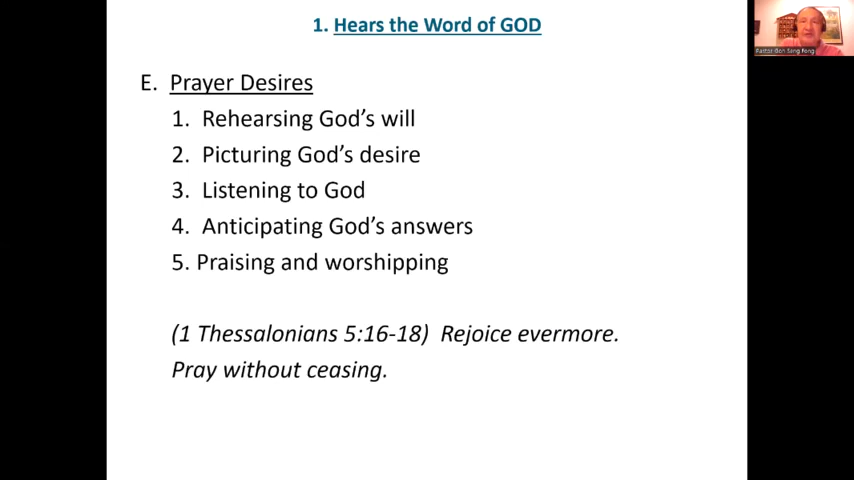 1. Hears the Word of GOD
E. Prayer Desires
1. Rehearsing God's will
2. Picturing God's desire
3. Listening to God
4. Anticipating God's answers
5. Praising and worshipping
(1 Thessalonians 5:16-18) Rejoice evermore.
Pray without ceasing.